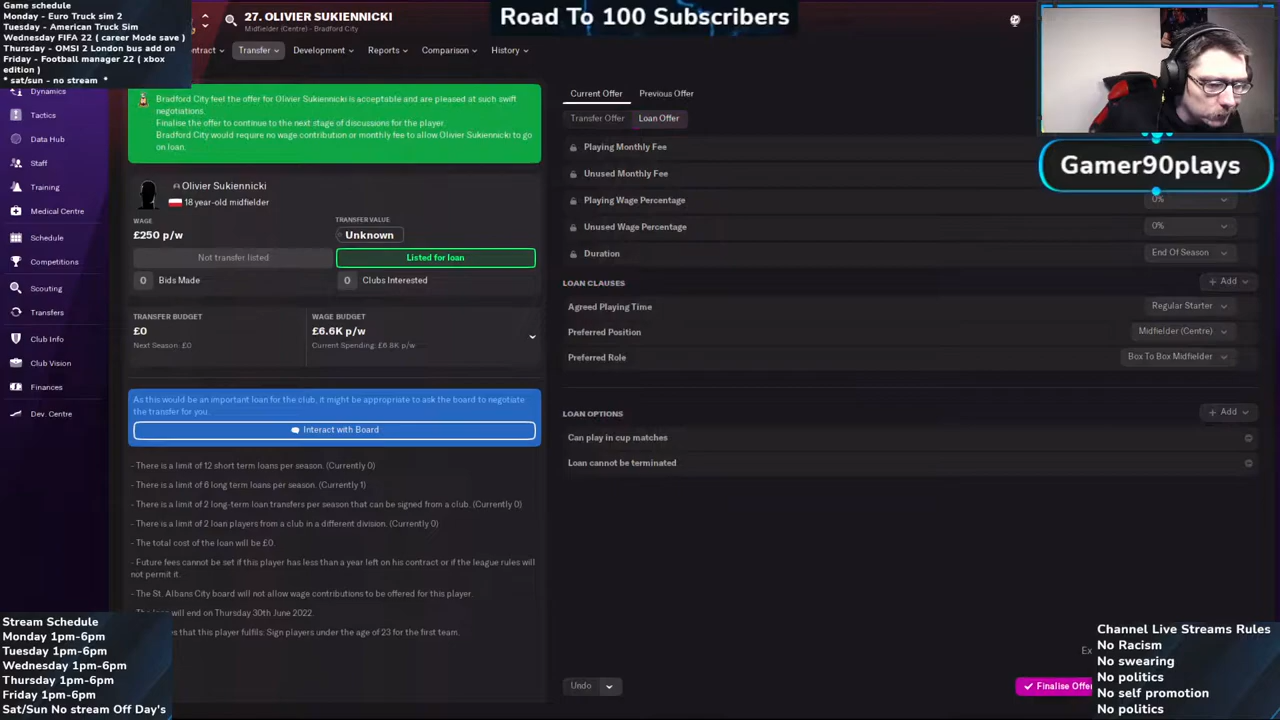 Game schedule
Monday - Euro Truck sim 2
Tuesday - American Truck Sim
Wednesday FIFA 22 ( career Mode save )
Thursday - OMSI 2 London bus add on
Friday - Football manager 22 ( xbox
edition )
* sat/sun - no stream *
27. OLIVIER SUKIENNICKI
Midfielder (Centre) - Bradford City
Road To 100 Subscribers
Transfer
Development
Reports
Comparison
History
Dynamics
Tactics
Data Hub
Staff
Training
Medical Centre
Schedule
Competitions
Scouting
Transfers
Club Info
Club Vision
Finances
Dev. Centre
Bradford City feel the offer for Olivier Sukiennicki is acceptable and are pleased at such swift
negotiations.
Finalise the offer to continue to the next stage of discussions for the player.
Bradford City would require no wage contribution or monthly fee to allow Olivier Sukiennicki to go
on loan.
Olivier Sukiennicki
18 year-old midfielder
WAGE
£250 p/w
TRANSFER VALUE
Unknown
Not transfer listed
Listed for loan
0 Bids Made
0 Clubs Interested
TRANSFER BUDGET
£0
Next Season: £0
WAGE BUDGET
£6.6K p/w
Current Spending: £6.8K p/w
As this would be an important loan for the club, it might be appropriate to ask the board to negotiate
the transfer for you.
Interact with Board
- There is a limit of 12 short term loans per season. (Currently 0)
- There is a limit of 6 long term loans per season. (Currently 1)
- There is a limit of 2 long-term loan transfers per season that can be signed from a club. (Currently 0)
- There is a limit of 2 loan players from a club in a different division. (Currently 0)
- The total cost of the loan will be £0.
- Future fees cannot be set if this player has less than a year left on his contract or if the league rules will
not permit it.
- The St. Albans City board will not allow wage contributions to be offered for this player.
will end on Thursday 30th June 2022.
that this player fulfils: Sign players under the age of 23 for the first team.
Current Offer
Previous Offer
Transfer Offer
Loan Offer
Playing Monthly Fee
Unused Monthly Fee
Playing Wage Percentage 0%
Unused Wage Percentage 0%
Duration End Of Season
LOAN CLAUSES
+ Add
Agreed Playing Time Regular Starter
Preferred Position Midfielder (Centre)
Preferred Role Box To Box Midfielder
LOAN OPTIONS
+ Add
Can play in cup matches
Loan cannot be terminated
Undo
Finalise Offer
Gamer90plays
Stream Schedule
Monday 1pm-6pm
Tuesday 1pm-6pm
Wednesday 1pm-6pm
Thursday 1pm-6pm
Friday 1pm-6pm
Sat/Sun No stream Off Day's
Channel Live Streams Rules
No Racism
No swearing
No politics
No self promotion
No politics